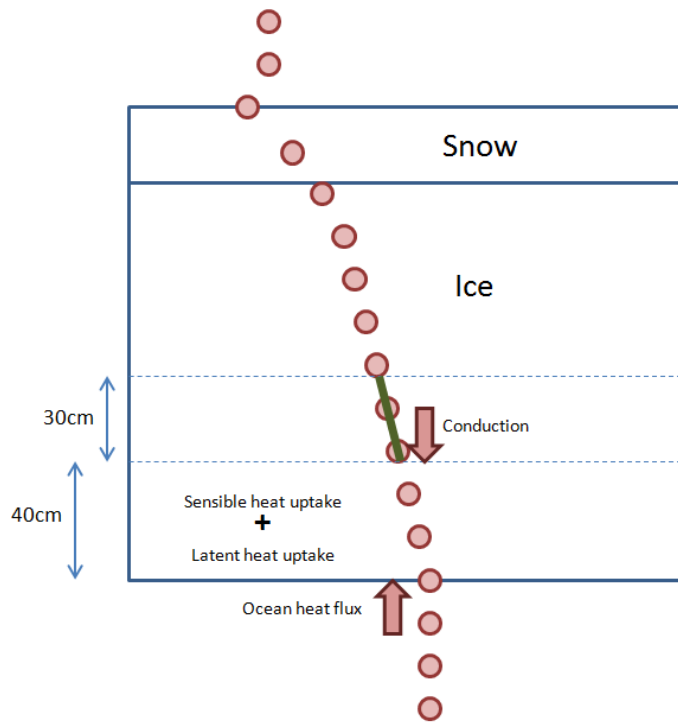 Snow
Ice
30cm
Conduction
40cm
Sensible heat uptake
+
Latent heat uptake
Ocean heat flux